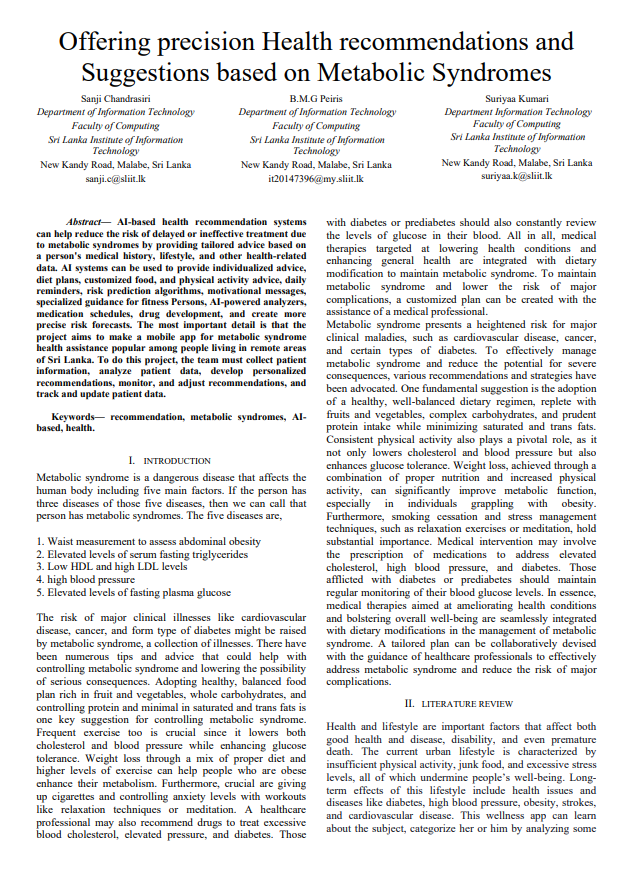 Offering precision Health recommendations and
Suggestions based on Metabolic Syndromes
Sanji Chandrasiri
Department of Information Technology
Faculty of Computing
Sri Lanka Institute of Information
Technology
New Kandy Road, Malabe, Sri Lanka
sanji.c@sliit.lk
B.M.G Peiris
Department of Information Technology
Faculty of Computing
Sri Lanka Institute of Information
Technology
New Kandy Road, Malabe, Sri Lanka
it20147396@my.sliit.lk
Suriyaa Kumari
Department Information Technology
Faculty of Computing
Sri Lanka Institute of Information
Technology
New Kandy Road, Malabe, Sri Lanka
suriyaa.k@sliit.lk
Abstract— AI-based health recommendation systems
can help reduce the risk of delayed or ineffective treatment due
to metabolic syndromes by providing tailored advice based on
a person's medical history, lifestyle, and other health-related
data. AI systems can be used to provide individualized advice,
diet plans, customized food, and physical activity advice, daily
reminders, risk prediction algorithms, motivational messages,
specialized guidance for fitness Persons, AI-powered analyzers,
medication schedules, drug development, and create more
precise risk forecasts. The most important detail is that the
project aims to make a mobile app for metabolic syndrome
health assistance popular among people living in remote areas
of Sri Lanka. To do this project, the team must collect patient
information, analyze patient data, develop personalized
recommendations, monitor, and adjust recommendations, and
track and update patient data.
Keywords— recommendation, metabolic syndromes, AI-
based, health.
I. INTRODUCTION
Metabolic syndrome is a dangerous disease that affects the
human body including five main factors. If the person has
three diseases of those five diseases, then we can call that
person has metabolic syndromes. The five diseases are,
1. Waist measurement to assess abdominal obesity
2. Elevated levels of serum fasting triglycerides
3. Low HDL and high LDL levels
4. high blood pressure
5. Elevated levels of fasting plasma glucose
The risk of major clinical illnesses like cardiovascular
disease, cancer, and form type of diabetes might be raised
by metabolic syndrome, a collection of illnesses. There have
been numerous tips and advice that could help with
controlling metabolic syndrome and lowering the possibility
of serious consequences. Adopting healthy, balanced food
plan rich in fruit and vegetables, whole carbohydrates, and
controlling protein and minimal in saturated and trans fats is
one key suggestion for controlling metabolic syndrome.
Frequent exercise too is crucial since it lowers both
cholesterol and blood pressure while enhancing glucose
tolerance. Weight loss through a mix of proper diet and
higher levels of exercise can help people who are obese
enhance their metabolism. Furthermore, crucial are giving
up cigarettes and controlling anxiety levels with workouts
like relaxation techniques or meditation. A healthcare
professional may also recommend drugs to treat excessive
blood cholesterol, elevated pressure, and diabetes. Those
with diabetes or prediabetes should also constantly review
the levels of glucose in their blood. All in all, medical
therapies targeted at lowering health conditions and
enhancing general health are integrated with dietary
modification to maintain metabolic syndrome. To maintain
metabolic syndrome and lower the risk of major
complications, a customized plan can be created with the
assistance of a medical professional.
Metabolic syndrome presents a heightened risk for major
clinical maladies, such as cardiovascular disease, cancer,
and certain types of diabetes. To effectively manage
metabolic syndrome and reduce the potential for severe
consequences, various recommendations and strategies have
been advocated. One fundamental suggestion is the adoption
of a healthy, well-balanced dietary regimen, replete with
fruits and vegetables, complex carbohydrates, and prudent
protein intake while minimizing saturated and trans fats.
Consistent physical activity also plays a pivotal role, as it
not only lowers cholesterol and blood pressure but also
enhances glucose tolerance. Weight loss, achieved through a
combination of proper nutrition and increased physical
activity, can significantly improve metabolic function,
especially in individuals grappling with obesity.
Furthermore, smoking cessation and stress management
techniques, such as relaxation exercises or meditation, hold
substantial importance. Medical intervention may involve
the prescription of medications to address elevated
cholesterol, high blood pressure, and diabetes. Those
afflicted with diabetes or prediabetes should maintain
regular monitoring of their blood glucose levels. In essence,
medical therapies aimed at ameliorating health conditions
and bolstering overall well-being are seamlessly integrated
with dietary modifications in the management of metabolic
syndrome. A tailored plan can be collaboratively devised
with the guidance of healthcare professionals to effectively
address metabolic syndrome and reduce the risk of major
complications.
II. LITERATURE REVIEW
Health and lifestyle are important factors that affect both
good health and disease, disability, and even premature
death. The current urban lifestyle is characterized by
insufficient physical activity, junk food, and excessive stress
levels, all of which undermine people's well-being. Long-
term effects of this lifestyle include health issues and
diseases like diabetes, high blood pressure, obesity, strokes,
and cardiovascular disease. This wellness app can learn
about the subject, categorize her or him by analyzing some